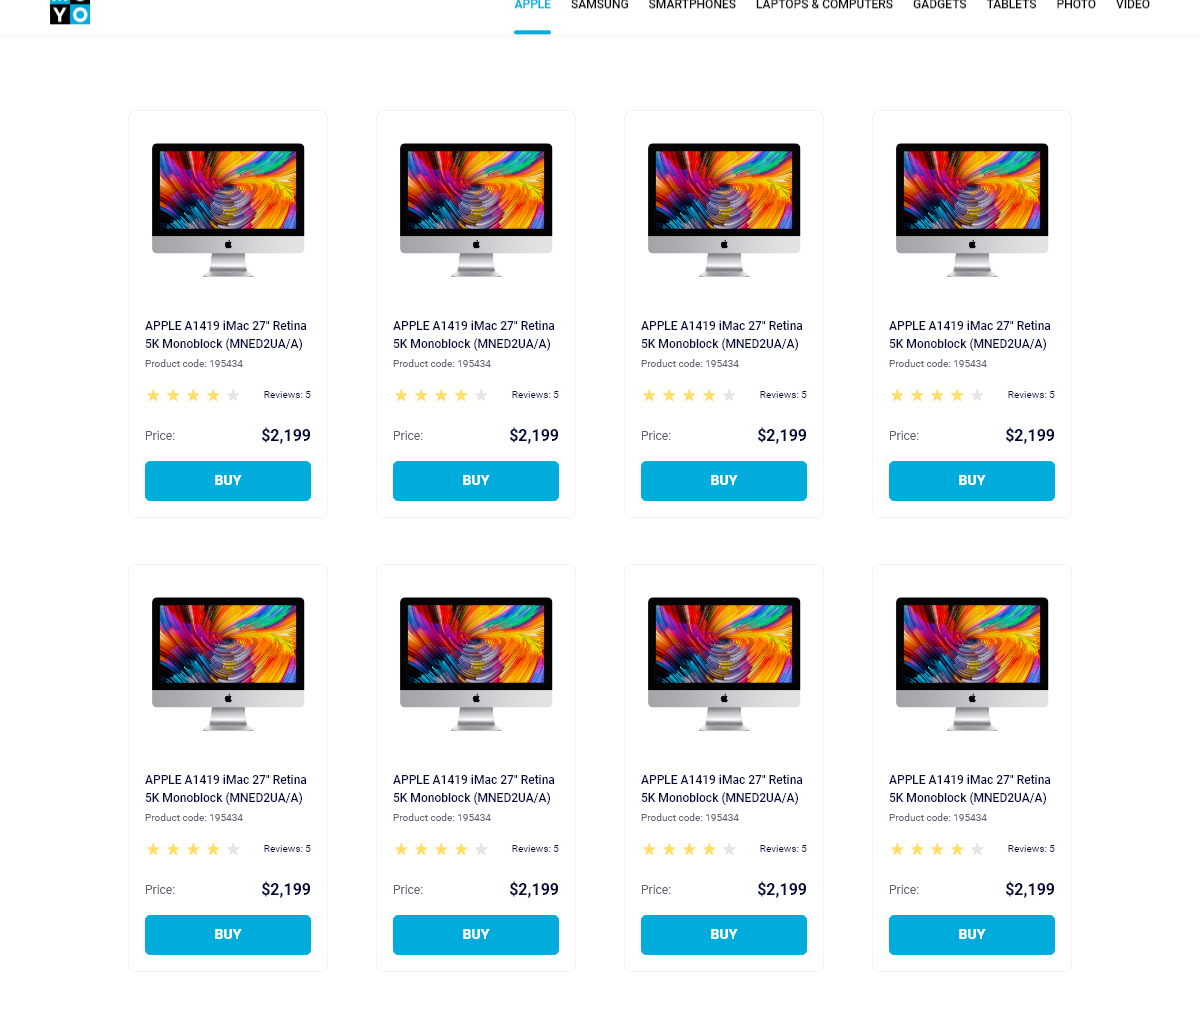 YO
APPLE SAMSUNG SMARTPHONES LAPTOPS & COMPUTERS GADGETS TABLETS PHOTO VIDEO
APPLE A1419 iMac 27" Retina
5K Monoblock (MNED2UA/A)
Product code: 195434
Reviews: 5
Price: $2,199
BUY
APPLE A1419 iMac 27" Retina
5K Monoblock (MNED2UA/A)
Product code: 195434
Reviews: 5
Price: $2,199
BUY
APPLE A1419 iMac 27" Retina
5K Monoblock (MNED2UA/A)
Product code: 195434
Reviews: 5
Price: $2,199
BUY
APPLE A1419 iMac 27" Retina
5K Monoblock (MNED2UA/A)
Product code: 195434
Reviews: 5
Price: $2,199
BUY
APPLE A1419 iMac 27" Retina
5K Monoblock (MNED2UA/A)
Product code: 195434
Reviews: 5
Price: $2,199
BUY
APPLE A1419 iMac 27" Retina
5K Monoblock (MNED2UA/A)
Product code: 195434
Reviews: 5
Price: $2,199
BUY
APPLE A1419 iMac 27" Retina
5K Monoblock (MNED2UA/A)
Product code: 195434
Reviews: 5
Price: $2,199
BUY
APPLE A1419 iMac 27" Retina
5K Monoblock (MNED2UA/A)
Product code: 195434
Reviews: 5
Price: $2,199
BUY